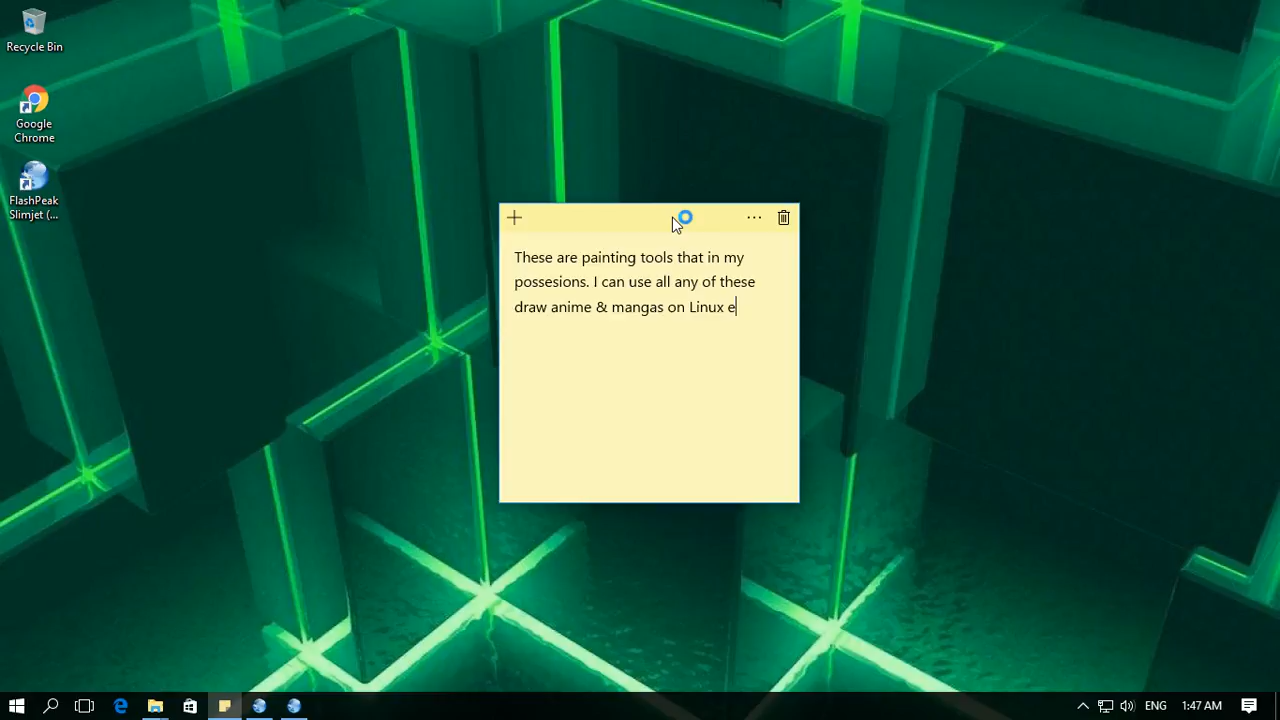 Recycle Bin
Google
Chrome
FlashPeak
Slimjet (...
These are painting tools that in my
possesions. I can use all any of these
draw anime & mangas on Linux e
ENG
1:47 AM